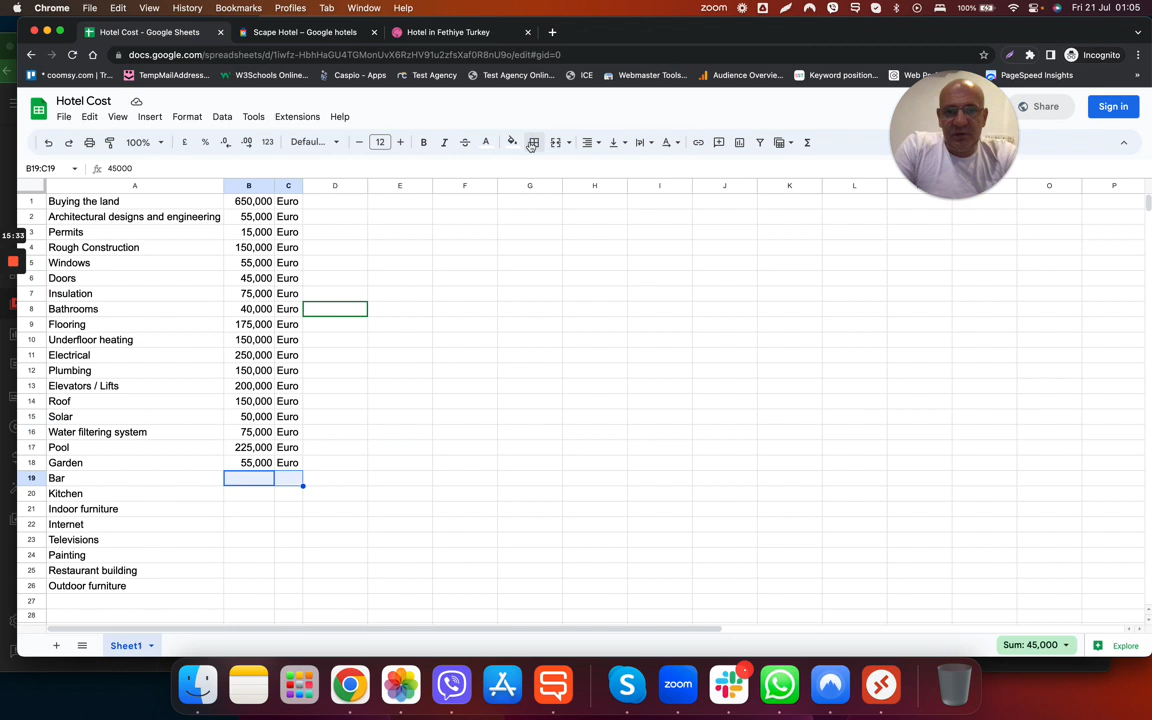 Chrome File Edit View History Bookmarks Profiles Tab Window Help zoom 100% Fri 21 Jul 01:05
Hotel Cost - Google Sheets Scape Hotel – Google hotels Hotel in Fethiye Turkey
docs.google.com/spreadsheets/d/1iwfz-HbhHaGU4TGMonUvX6RzHV91u2zfsXaf0R8nU9o/edit#gid=0 Incognito
* coomsy.com | Tr... TempMailAddress... W3Schools Online... Caspio - Apps Test Agency Test Agency Onlin... ICE Webmaster Tools... Audience Overvie... Keyword position... Web Per PageSpeed Insights »
Hotel Cost Share Sign in
File Edit View Insert Format Data Tools Extensions Help
100% £ % .0 .00 123 Defaul... 12 B I S A
B19:C19 45000
A B C D E F G H I J K L O P
1 Buying the land 650,000 Euro
2 Architectural designs and engineering 55,000 Euro
3 Permits 15,000 Euro
15:33
4 Rough Construction 150,000 Euro
5 Windows 55,000 Euro
6 Doors 45,000 Euro
7 Insulation 75,000 Euro
8 Bathrooms 40,000 Euro
9 Flooring 175,000 Euro
10 Underfloor heating 150,000 Euro
11 Electrical 250,000 Euro
12 Plumbing 150,000 Euro
13 Elevators / Lifts 200,000 Euro
14 Roof 150,000 Euro
15 Solar 50,000 Euro
16 Water filtering system 75,000 Euro
17 Pool 225,000 Euro
18 Garden 55,000 Euro
19 Bar
20 Kitchen
21 Indoor furniture
22 Internet
23 Televisions
24 Painting
25 Restaurant building
26 Outdoor furniture
27
28
Sheet1 Sum: 45,000 Explore
zoom